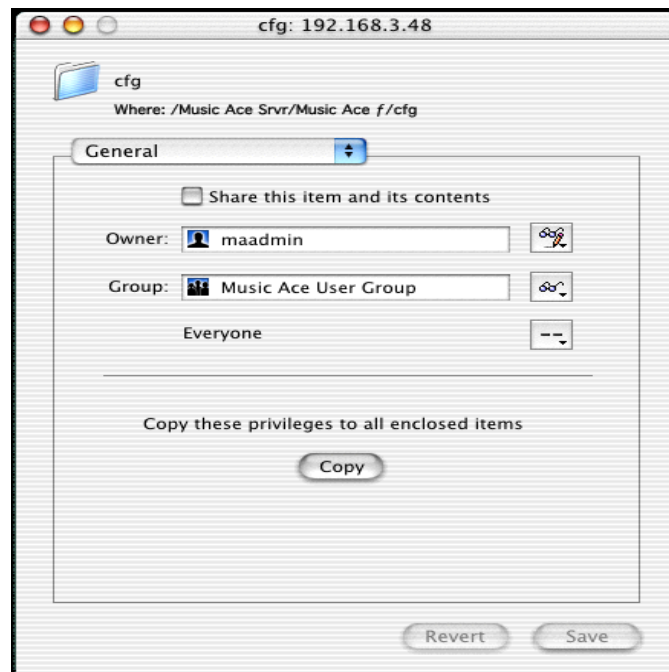 cfg: 192.168.3.48
cfg
Where: /Music Ace Srvr/Music Ace ƒ/cfg
General
Share this item and its contents
Owner: maadmin
Group: Music Ace User Group
Everyone --
Copy these privileges to all enclosed items
Copy
Revert Save